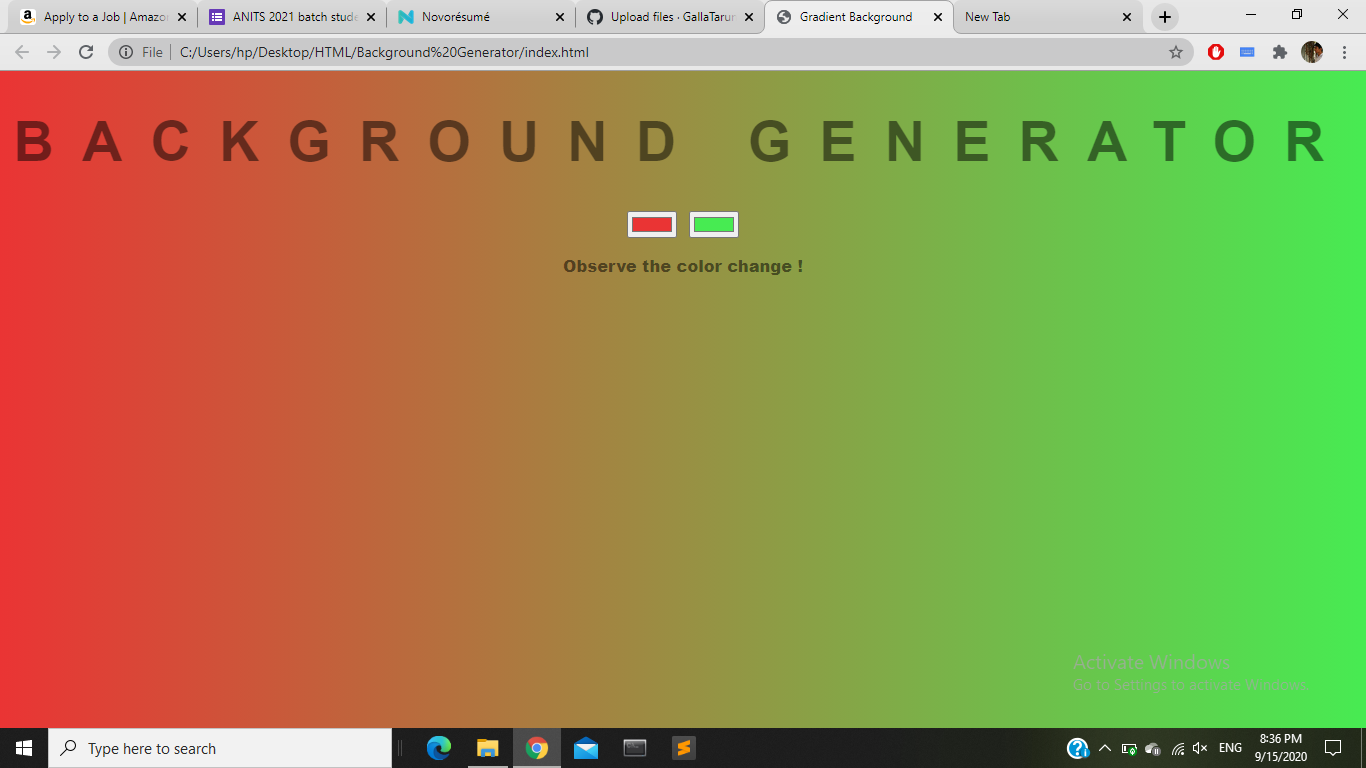 Apply to a Job | Amazo
ANITS 2021 batch stude
Novorésumé
Upload files · GallaTarun
Gradient Background
New Tab
File
C:/Users/hp/Desktop/HTML/Background%20Generator/index.html
BACKGROUND GENERATOR
Observe the color change !
Activate Windows
Go to Settings to activate Windows.
Type here to search
ENG
8:36 PM
9/15/2020